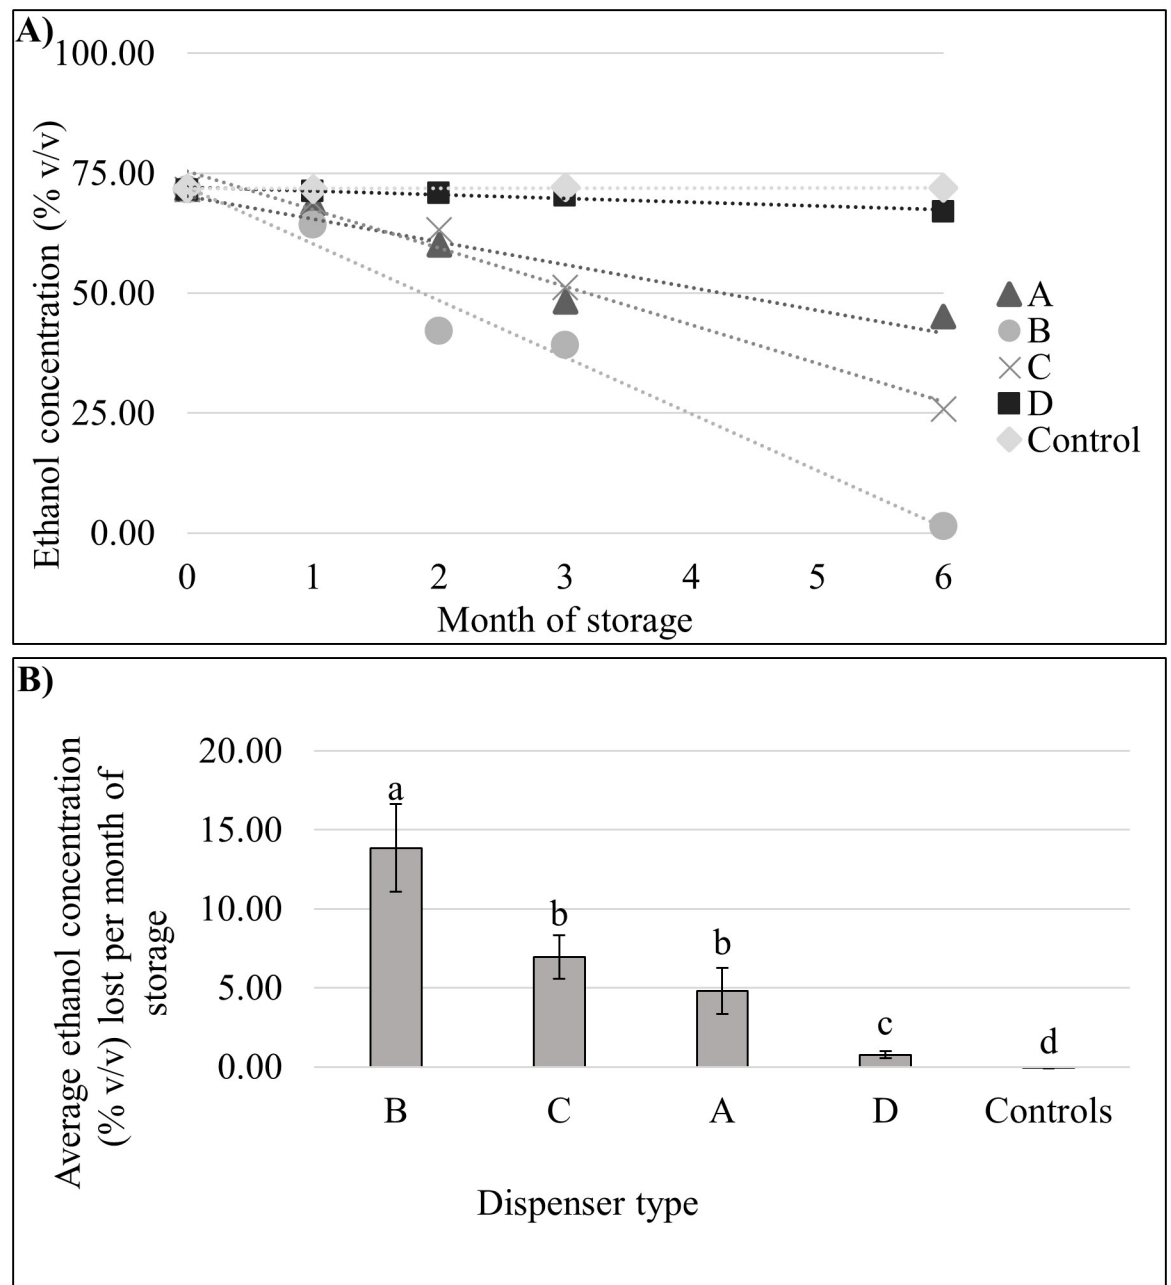 A)
100.00
75.00
50.00
25.00
0.00
Ethanol concentration (% v/v)
0 1 2 3 4 5 6
Month of storage
A
B
C
D
Control
B)
Average ethanol concentration
(% v/v) lost per month of
storage
20.00
15.00
10.00
5.00
0.00
a
b
b
c
d
B C A D Controls
Dispenser type